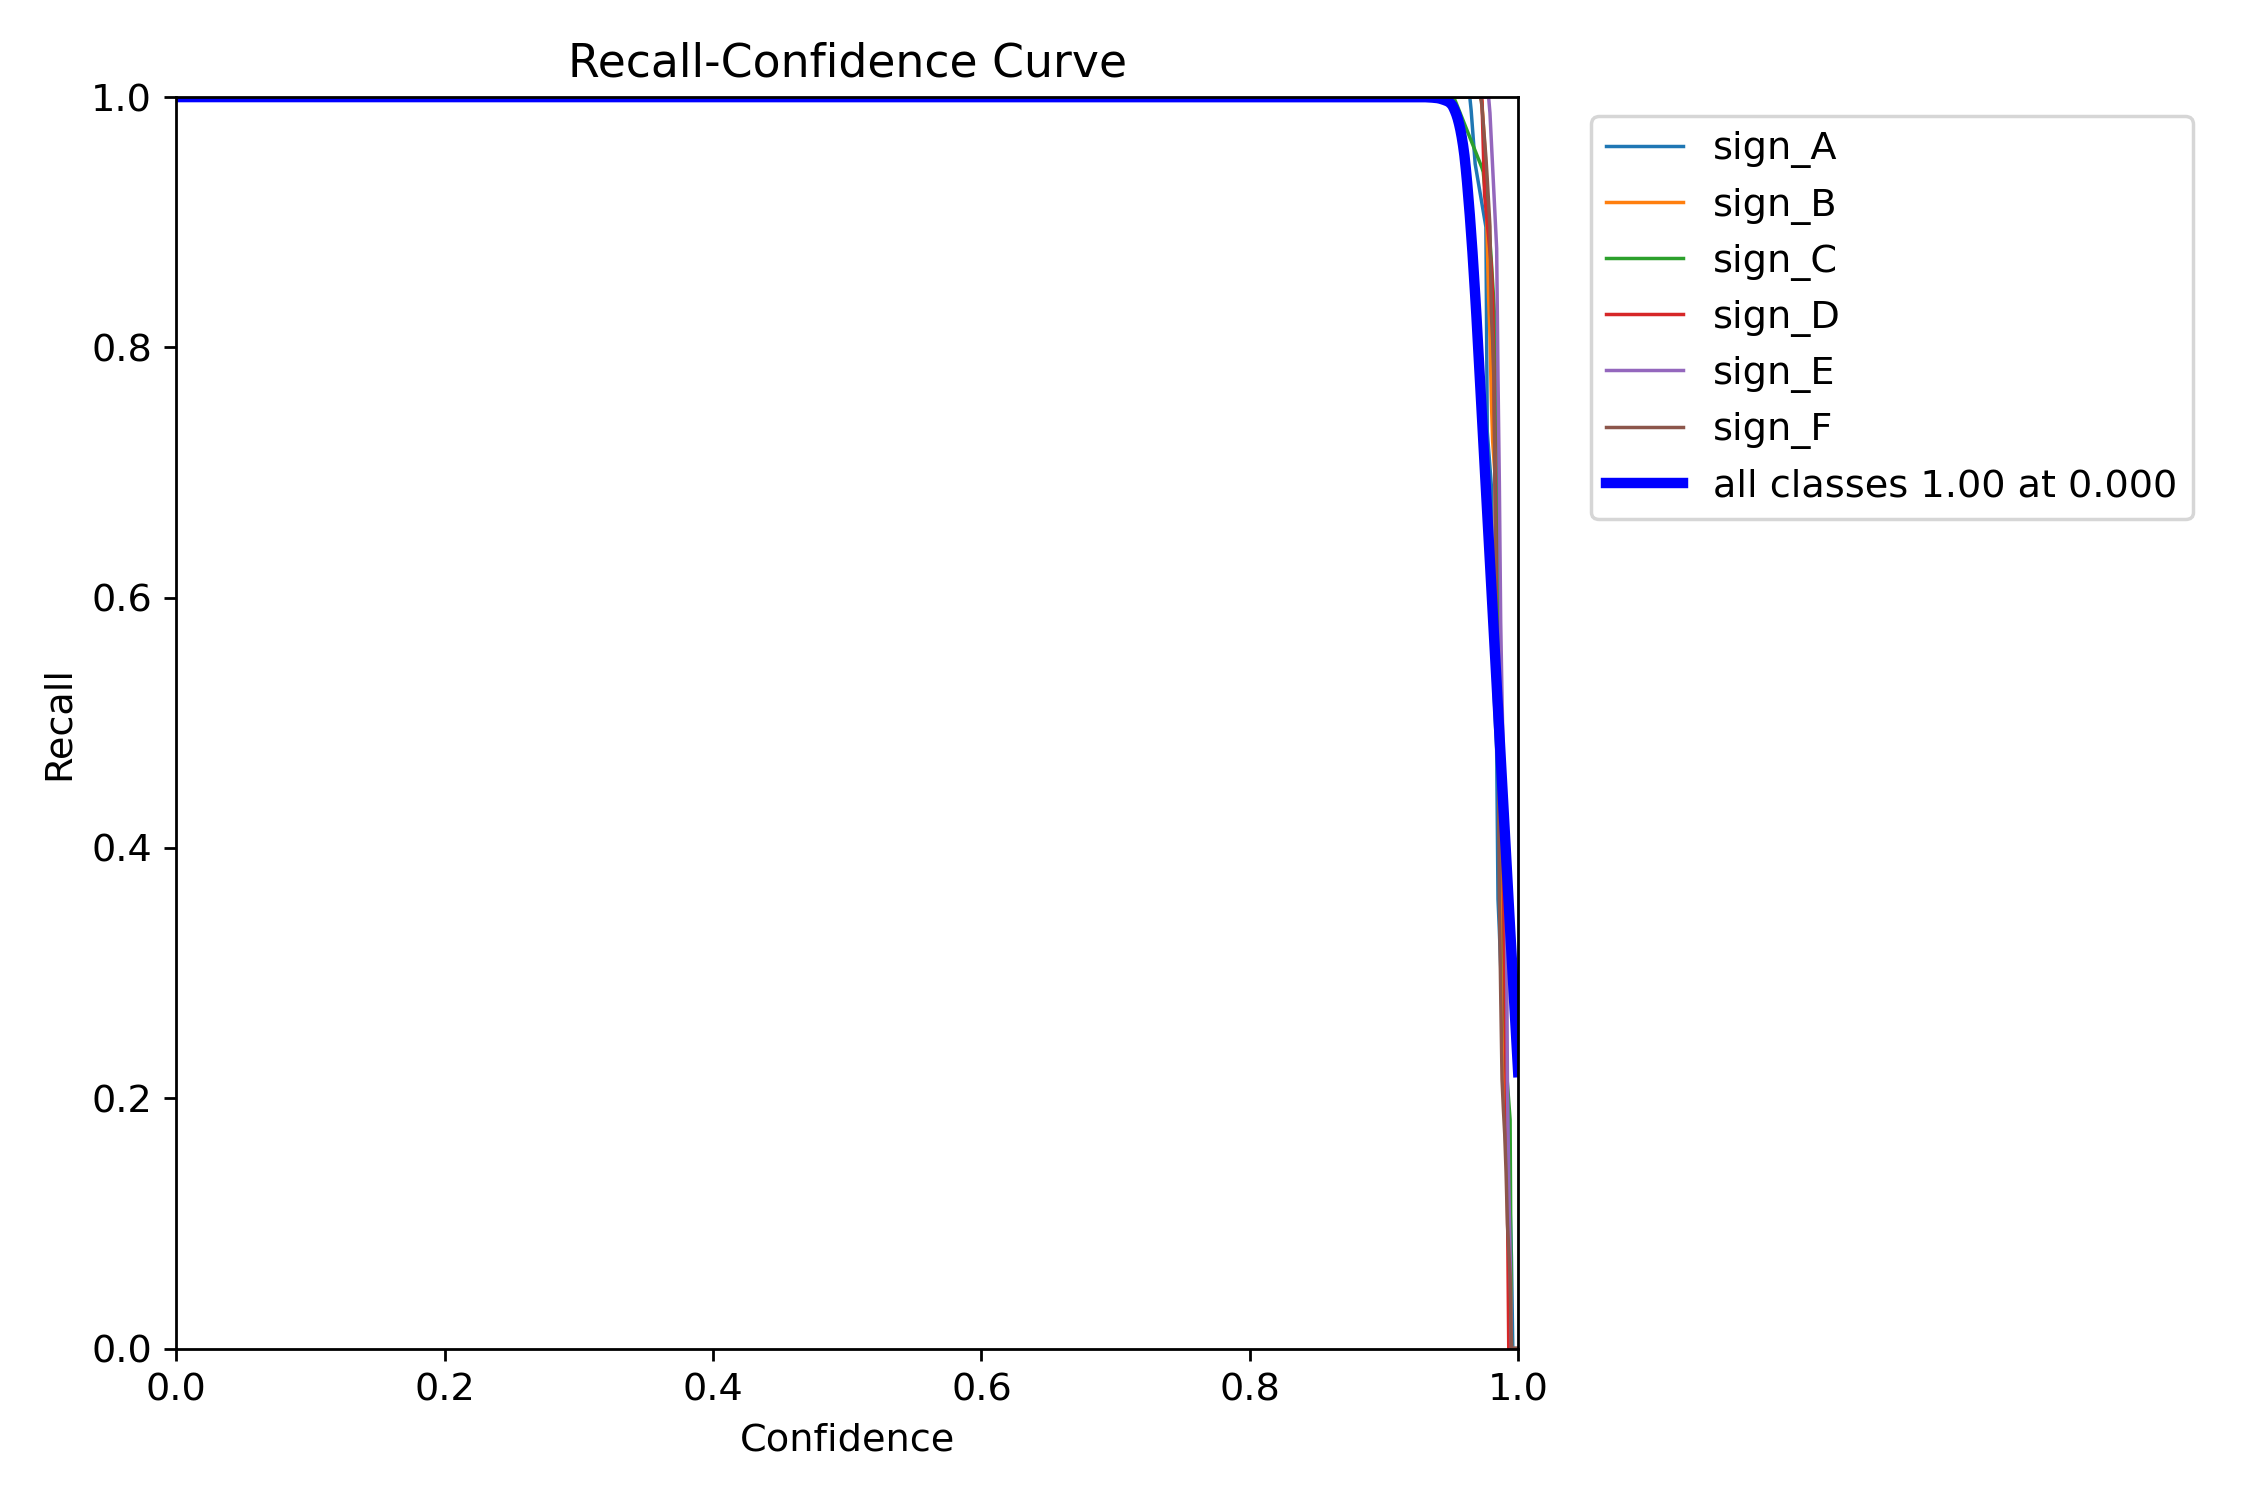 Recall-Confidence Curve
1.0
0.8
0.6
0.4
0.2
0.0
Recall
0.0 0.2 0.4 0.6 0.8 1.0
Confidence
sign_A
sign_B
sign_C
sign_D
sign_E
sign_F
all classes 1.00 at 0.000